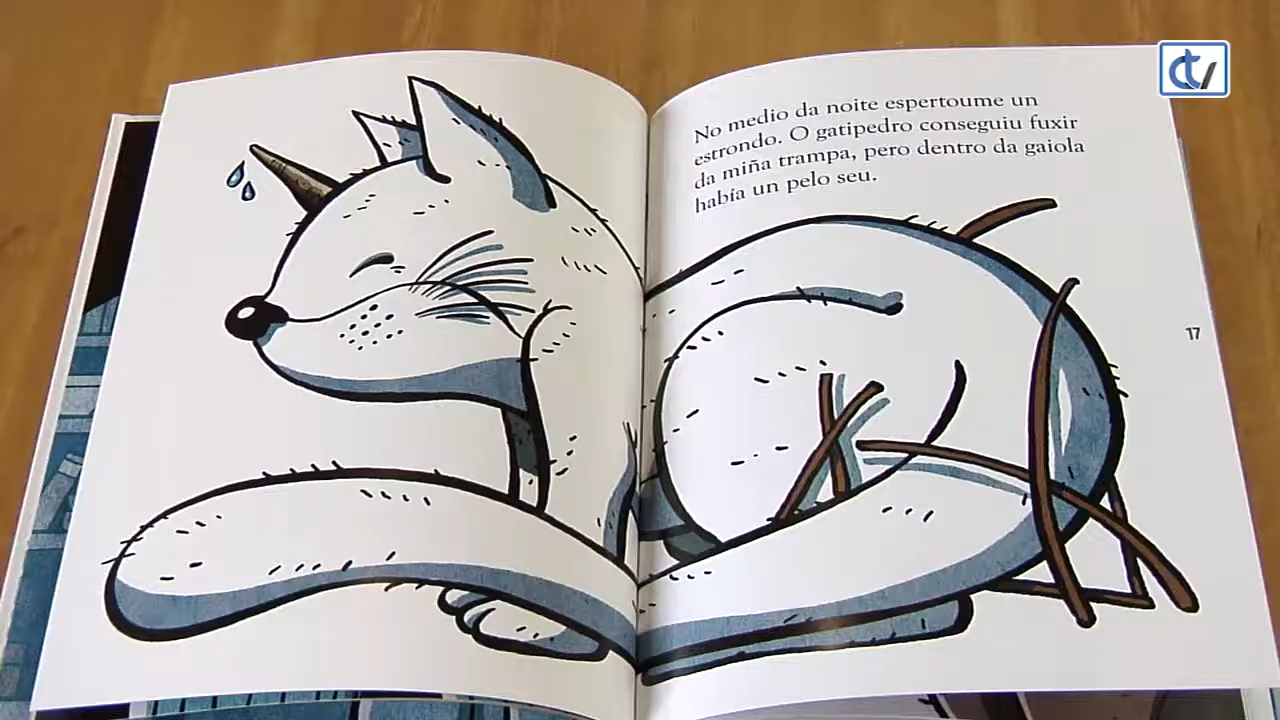 No medio da noite espertoume un
estrondo. O gatipedro conseguiu fuxir
da miña trampa, pero dentro da gaiola
había un pelo seu.
17
ctv